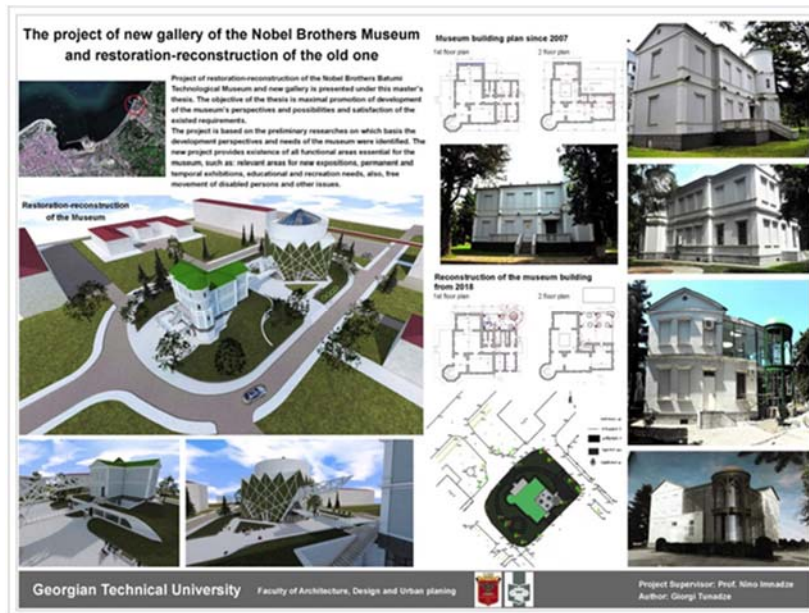 The project of new gallery of the Nobel Brothers Museum
and restoration-reconstruction of the old one
Project of restoration-reconstruction of the Nobel Brothers Batumi
Technological Museum and new gallery is presented under this master's
thesis. The objective of the thesis is maximal promotion of development
of the museum's perspectives and possibilities and satisfaction of the
existed requirements.
The project is based on the preliminary researches on which basis the
development perspectives and needs of the museum were identified. The
new project provides existence of all functional areas essential for the
museum, such as: relevant areas for new expositions, permanent and
temporal exhibitions, educational and recreation needs, also, free
movement of disabled persons and other issues.
Restoration-reconstruction
of the Museum
Museum building plan since 2007
1st floor plan
2 floor plan
Reconstruction of the museum building
from 2018
1st floor plan
2 floor plan
Georgian Technical University
Faculty of Architecture, Design and Urban planing
Project Supervisor: Prof. Nino Imnadze
Author: Giorgi Tunadze